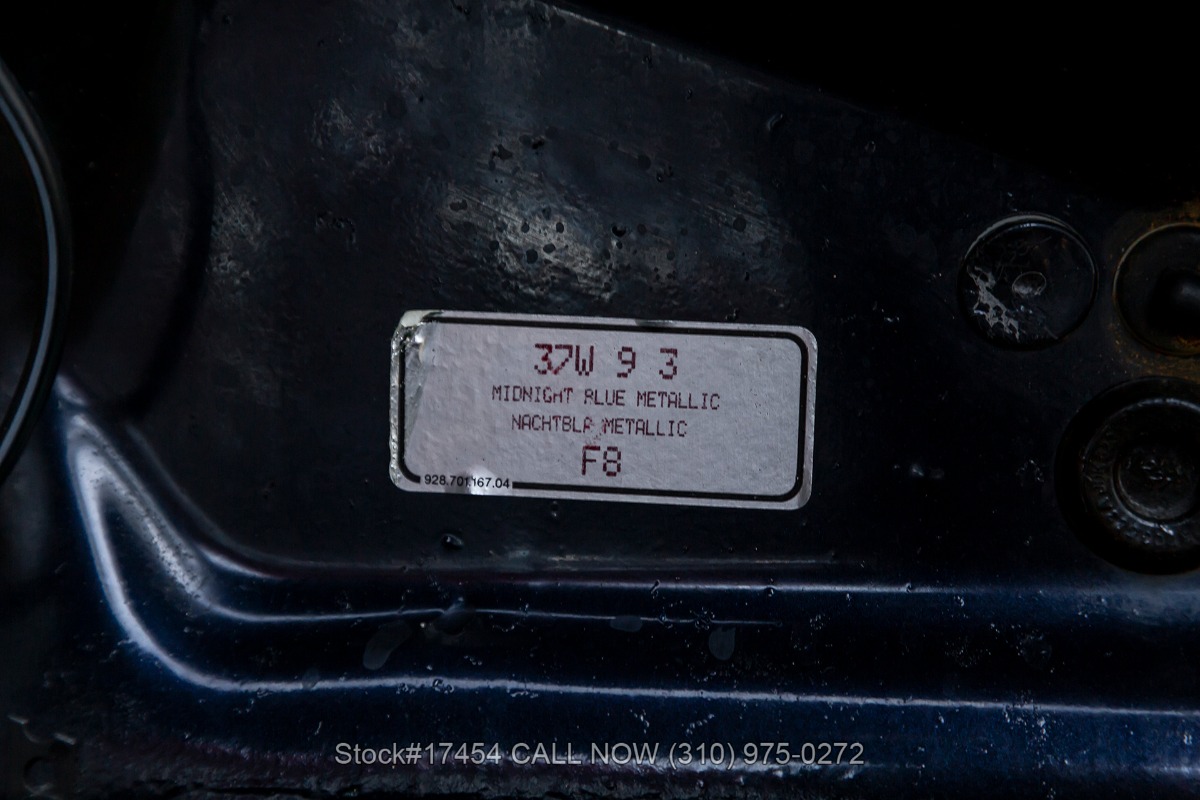 37W 9 3
MIDNIGHT BLUE METALLIC
NACHTBLA METALLIC
F8
928.701.167.04
Stock#17454 CALL NOW (310) 975-0272